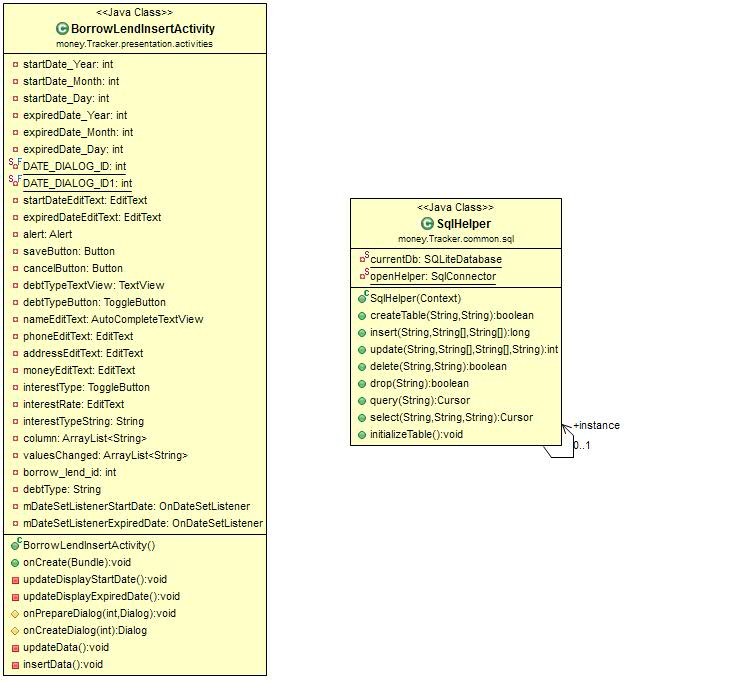 <<Java Class>>
BorrowLendInsertActivity
money.Tracker.presentation.activities
startDate_Year: int
startDate_Month: int
startDate_Day: int
expiredDate_Year: int
expiredDate_Month: int
expiredDate_Day: int
DATE_DIALOG_ID: int
DATE_DIALOG_ID1: int
startDateEditText: EditText
expiredDateEditText: EditText
alert: Alert
saveButton: Button
cancelButton: Button
debtTypeTextView: TextView
debtTypeButton: ToggleButton
nameEditText: AutoCompleteTextView
phoneEditText: EditText
addressEditText: EditText
moneyEditText: EditText
interestType: ToggleButton
interestRate: EditText
interestTypeString: String
column: ArrayList<String>
valuesChanged: ArrayList<String>
borrow_lend_id: int
debtType: String
mDateSetListenerStartDate: OnDateSetListener
mDateSetListenerExpiredDate: OnDateSetListener
BorrowLendInsertActivity()
onCreate(Bundle):void
updateDisplayStartDate():void
updateDisplayExpiredDate():void
onPrepareDialog(int,Dialog):void
onCreateDialog(int):Dialog
updateData():void
insertData():void
<<Java Class>>
SqlHelper
money.Tracker.common.sql
currentDb: SQLiteDatabase
openHelper: SqlConnector
SqlHelper(Context)
createTable(String,String):boolean
insert(String,String[],String[]):long
update(String,String[],String[],String):int
delete(String,String):boolean
drop(String):boolean
query(String):Cursor
select(String,String,String):Cursor
initializeTable():void
+instance
0..1